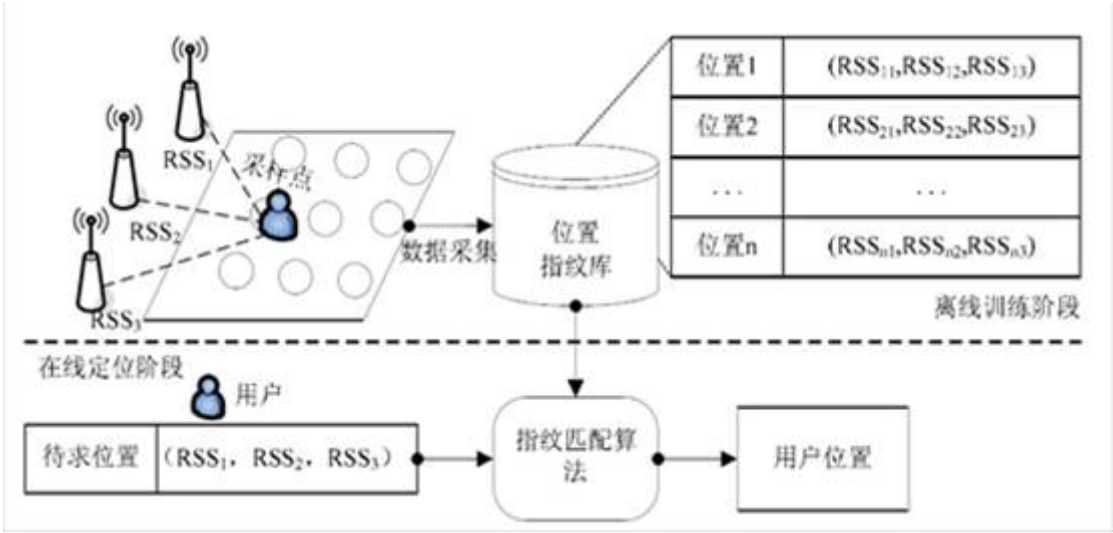 RSS₁
RSS₂
RSS₃
采样点
数据采集
位置
指纹库
位置1 (RSS₁₁,RSS₁₂,RSS₁₃)
位置2 (RSS₂₁,RSS₂₂,RSS₂₃)
... ...
位置n (RSSₙ₁,RSSₙ₂,RSSₙ₃)
离线训练阶段
在线定位阶段
用户
待求位置 (RSS₁，RSS₂，RSS₃)
指纹匹配算
法
用户位置